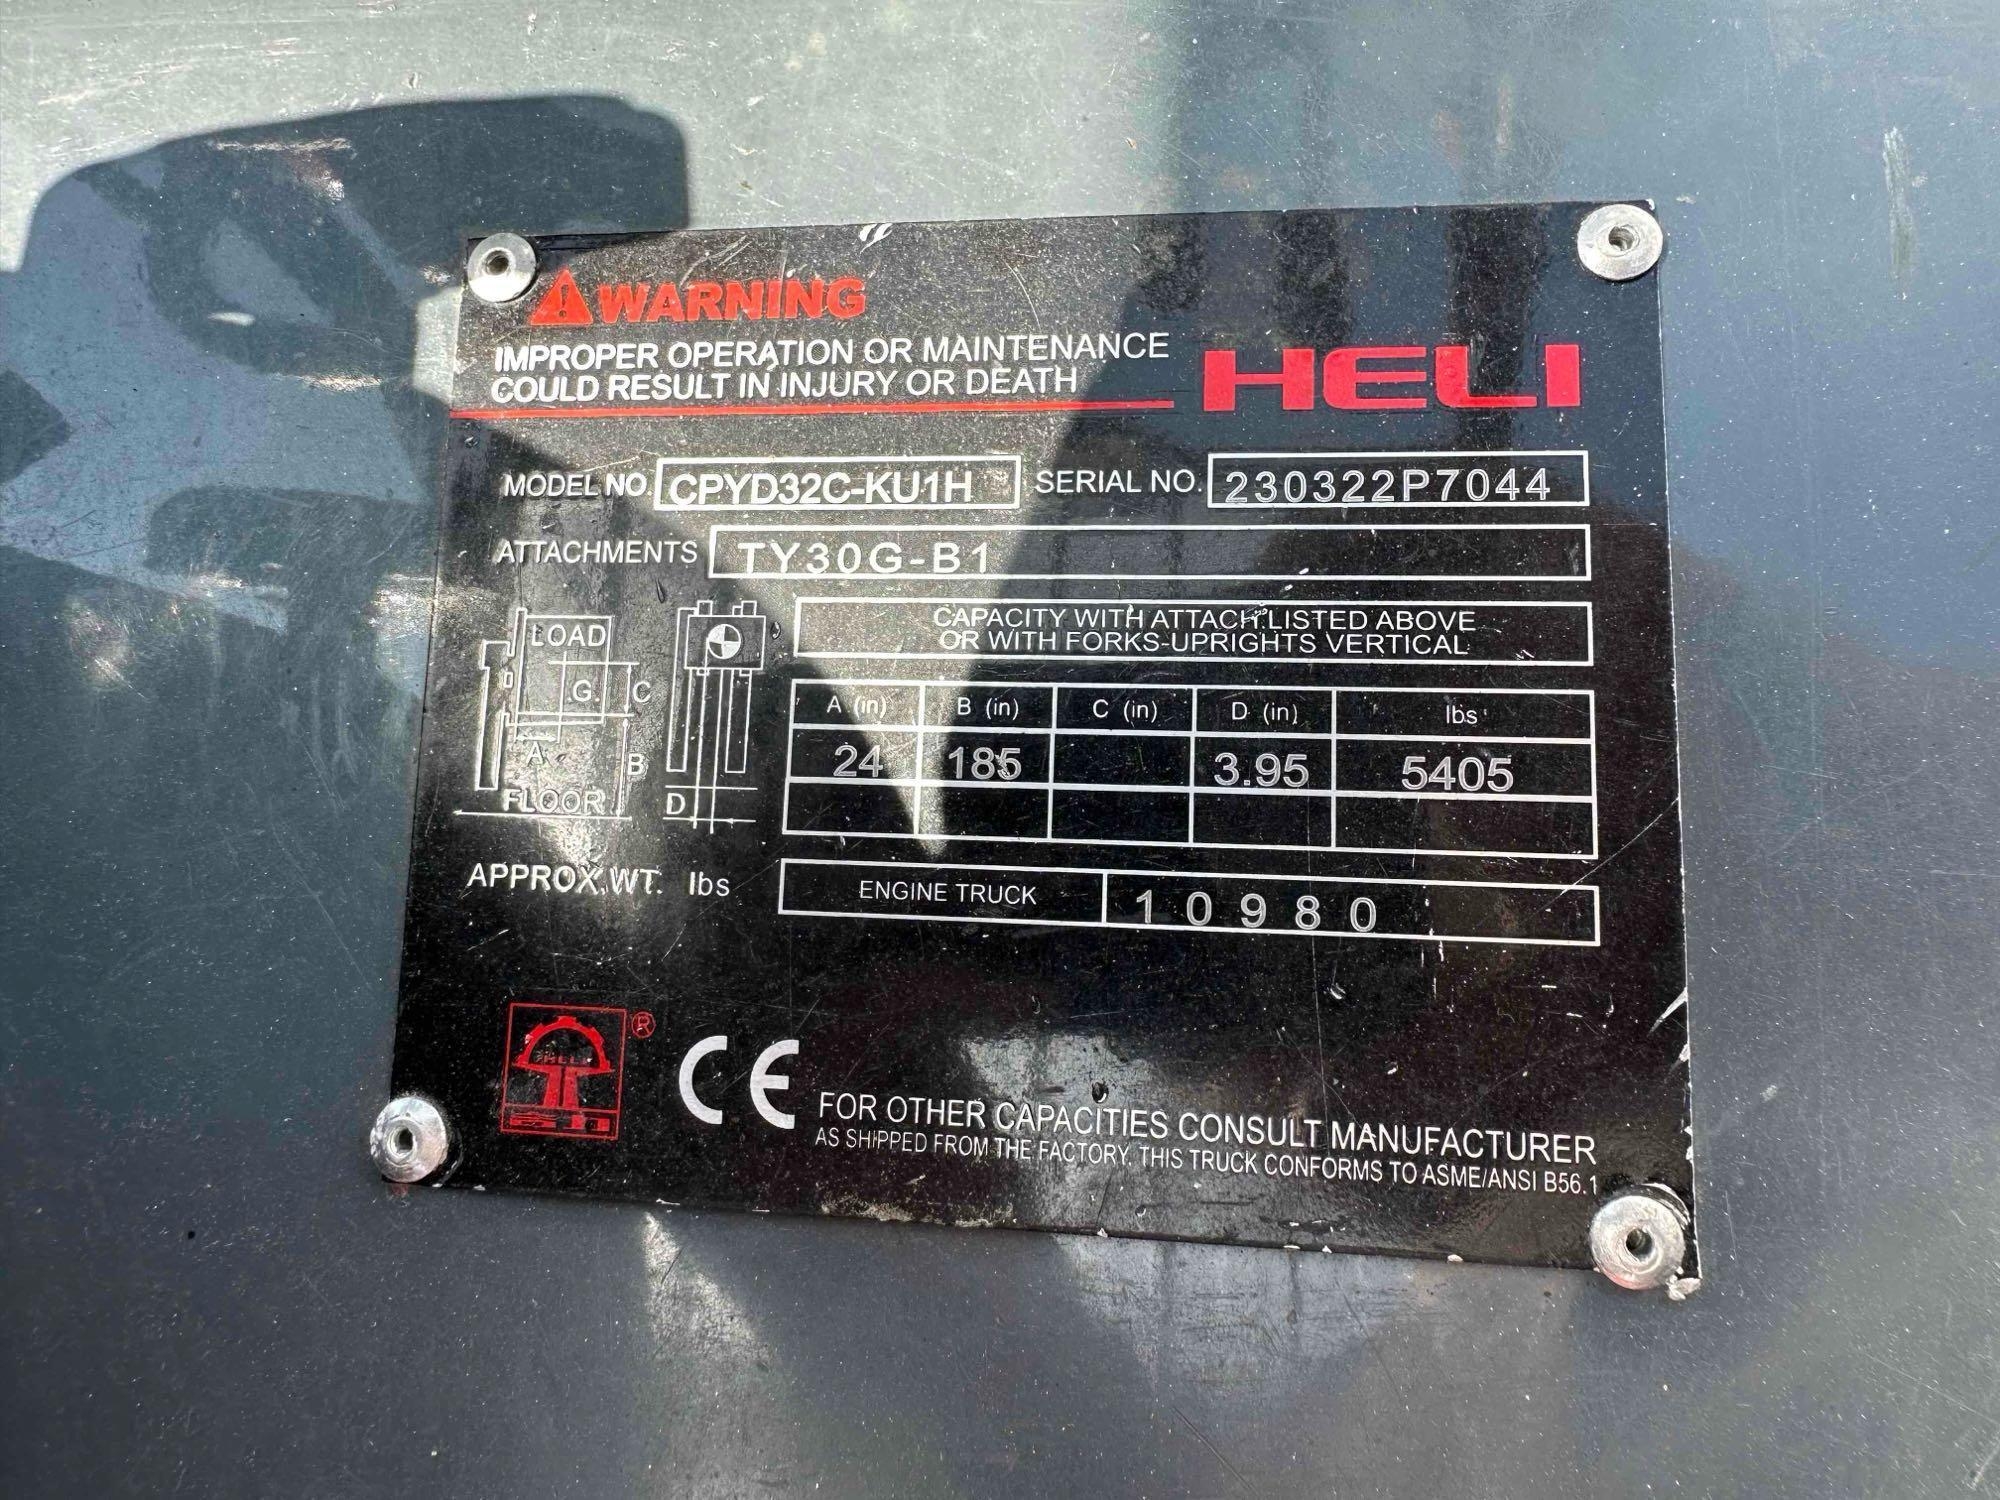 WARNING
IMPROPER OPERATION OR MAINTENANCE
COULD RESULT IN INJURY OR DEATH
HELI
MODEL NO. CPYD32C-KU1H SERIAL NO. 230322P7044
ATTACHMENTS TY30G-B1
CAPACITY WITH ATTACH.LISTED ABOVE
OR WITH FORKS-UPRIGHTS VERTICAL
LOAD
G C
A B
FLOOR D
A (in) B (in) C (in) D (in) lbs
24 185 3.95 5405
APPROX.WT. lbs ENGINE TRUCK 10980
HELI ®
CE
FOR OTHER CAPACITIES CONSULT MANUFACTURER
AS SHIPPED FROM THE FACTORY, THIS TRUCK CONFORMS TO ASME/ANSI B56.1